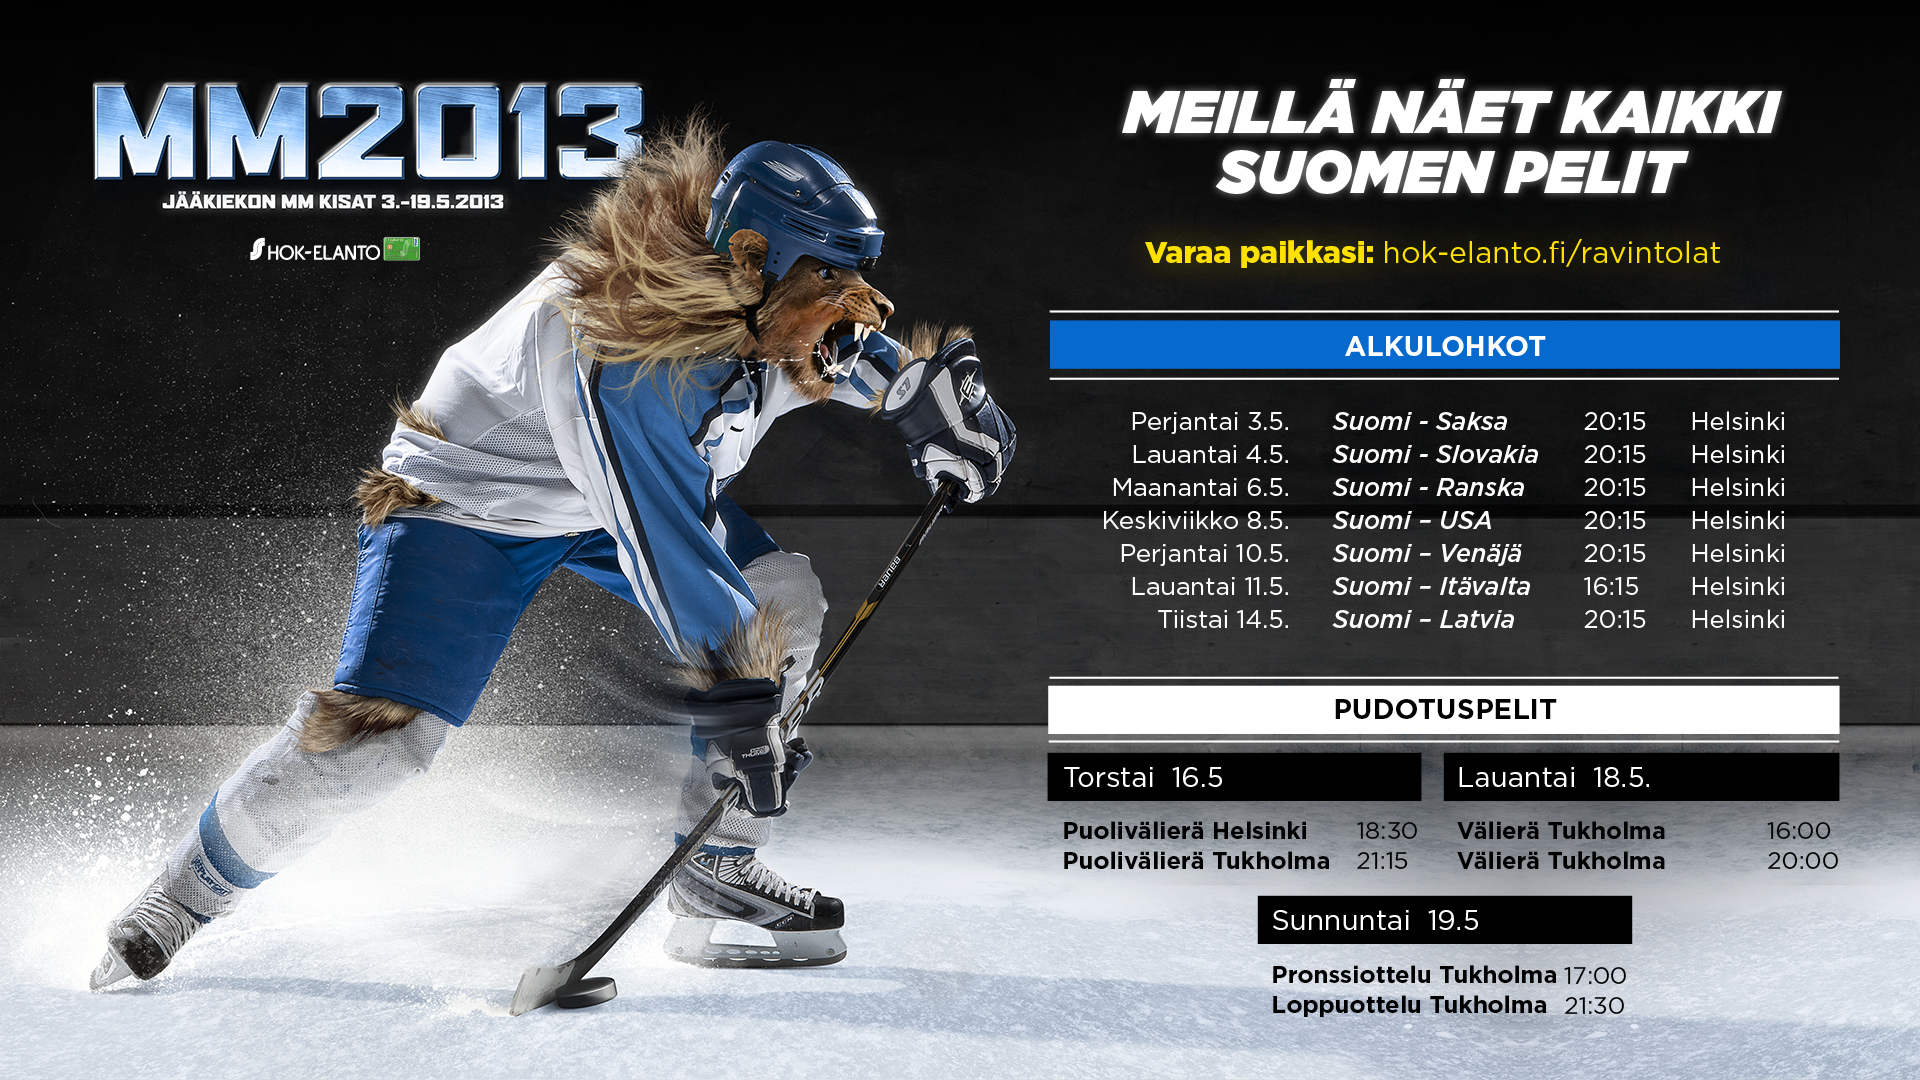 MM2013
JÄÄKIEKON MM KISAT 3.-19.5.2013
HOK-ELANTO
MEILLÄ NÄET KAIKKI
SUOMEN PELIT
Varaa paikkasi: hok-elanto.fi/ravintolat
ALKULOHKOT
Perjantai 3.5. Suomi - Saksa 20:15 Helsinki
Lauantai 4.5. Suomi - Slovakia 20:15 Helsinki
Maanantai 6.5. Suomi - Ranska 20:15 Helsinki
Keskiviikko 8.5. Suomi – USA 20:15 Helsinki
Perjantai 10.5. Suomi – Venäjä 20:15 Helsinki
Lauantai 11.5. Suomi – Itävalta 16:15 Helsinki
Tiistai 14.5. Suomi – Latvia 20:15 Helsinki
PUDOTUSPELIT
Torstai 16.5
Puolivälierä Helsinki 18:30
Puolivälierä Tukholma 21:15
Lauantai 18.5.
Välierä Tukholma 16:00
Välierä Tukholma 20:00
Sunnuntai 19.5
Pronssiottelu Tukholma 17:00
Loppuottelu Tukholma 21:30
BAUER